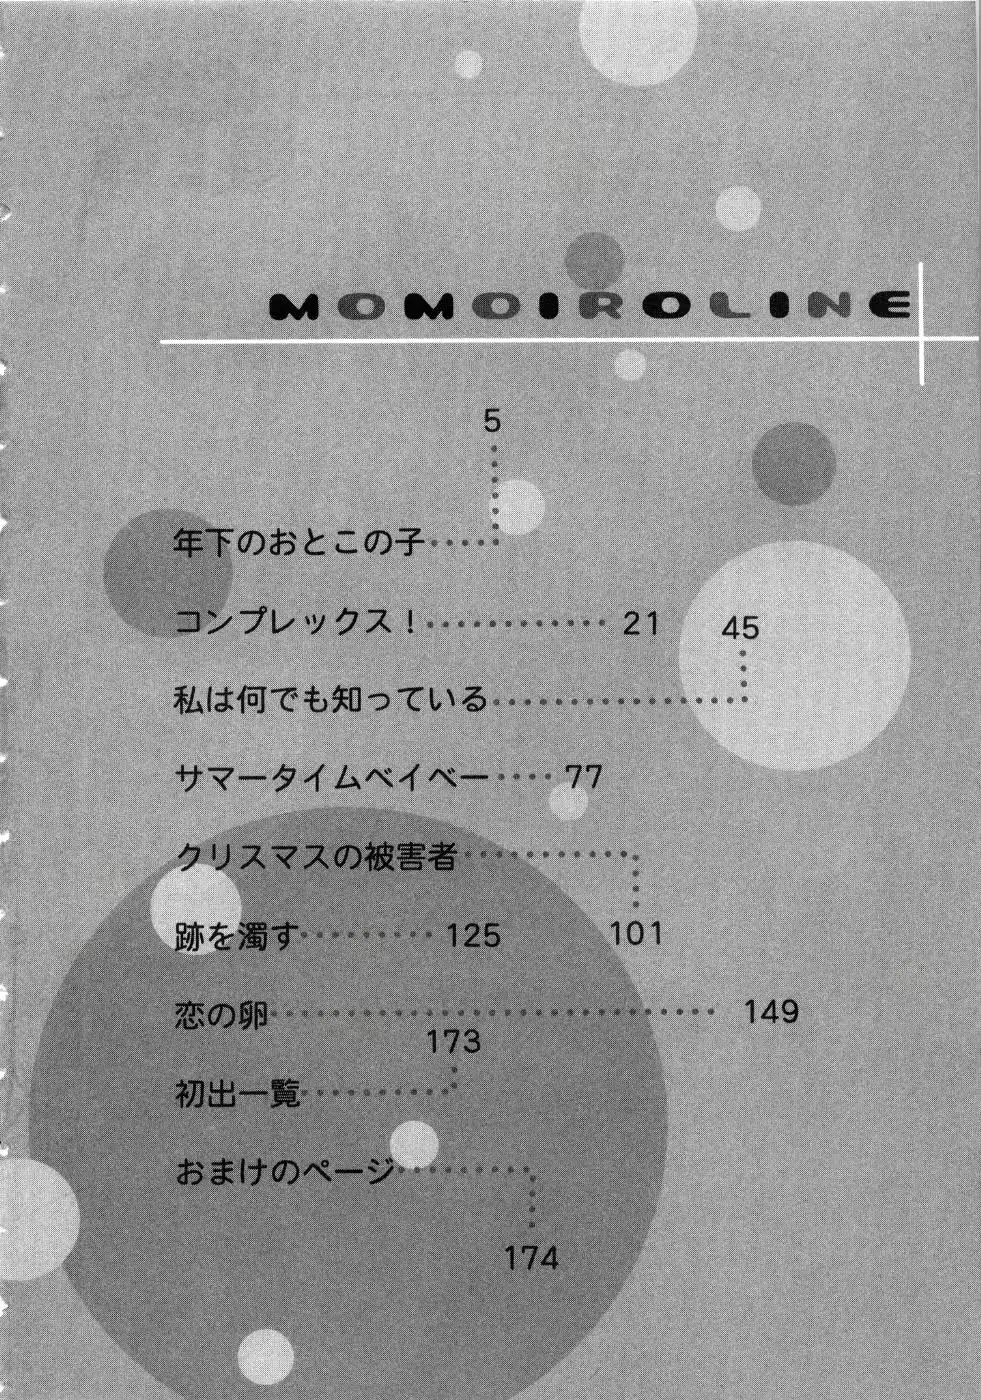 MOMOIROLINE
年下のおとこの子 5
コンプレックス! 21
私は何でも知っている 45
サマータイムベイベー 77
クリスマスの被害者 101
跡を濁す 125
恋の卵 149
初出一覧 173
おまけのページ 174